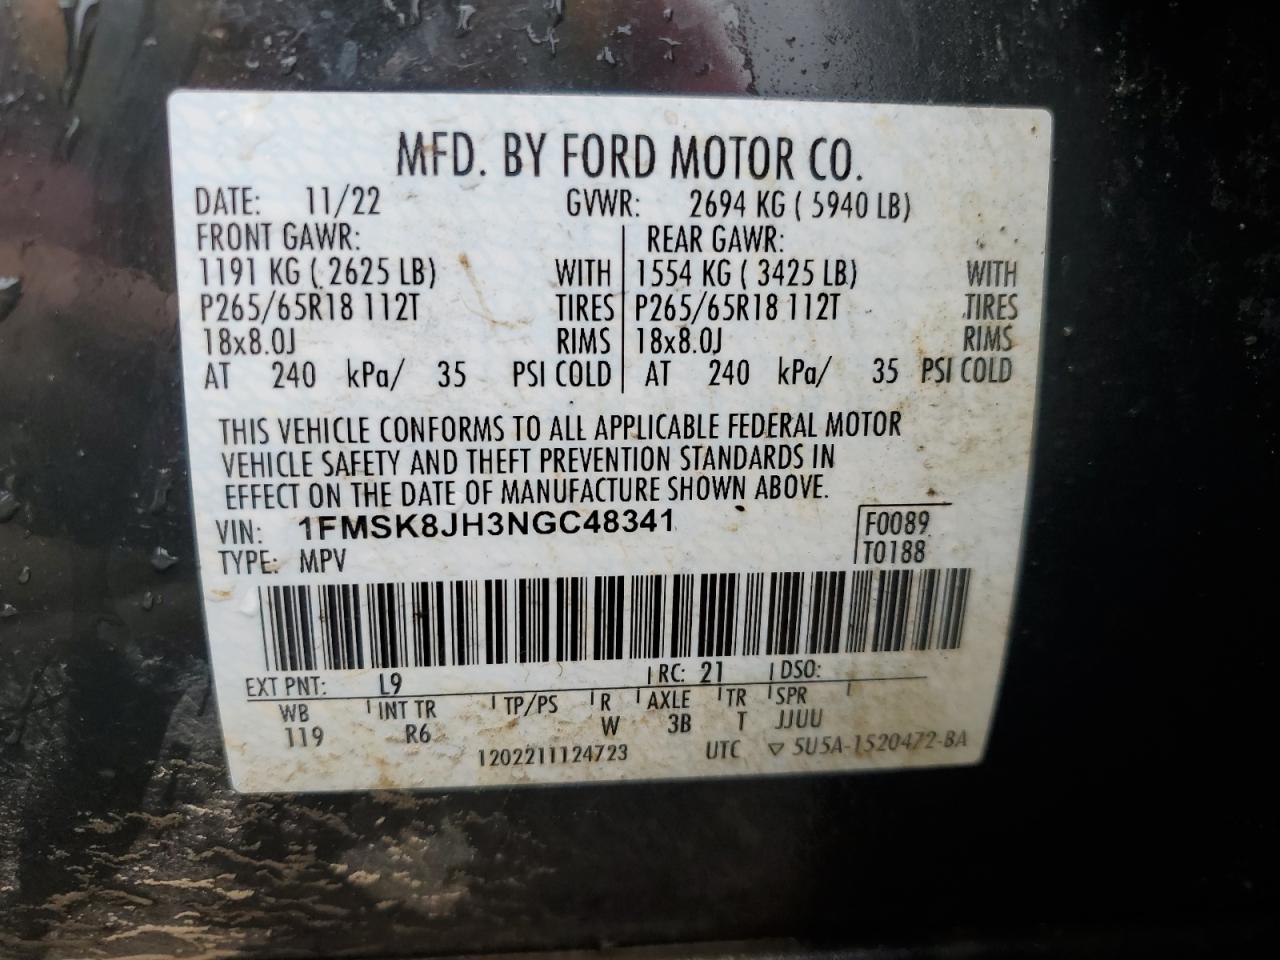 MFD. BY FORD MOTOR CO.
DATE: 11/22 GVWR: 2694 KG ( 5940 LB)
FRONT GAWR: REAR GAWR:
1191 KG ( 2625 LB) WITH 1554 KG ( 3425 LB) WITH
P265/65R18 112T TIRES P265/65R18 112T TIRES
18x8.0J RIMS 18x8.0J RIMS
AT 240 kPa/ 35 PSI COLD AT 240 kPa/ 35 PSI COLD
THIS VEHICLE CONFORMS TO ALL APPLICABLE FEDERAL MOTOR
VEHICLE SAFETY AND THEFT PREVENTION STANDARDS IN
EFFECT ON THE DATE OF MANUFACTURE SHOWN ABOVE.
VIN: 1FMSK8JH3NGC48341 F0089
TYPE: MPV T0188
EXT PNT: L9 RC: 21 DSO:
WB INT TR TP/PS R AXLE TR SPR
119 R6 W 3B T JJUU
1202211124723 UTC ▽ 5U5A-1520472-BA